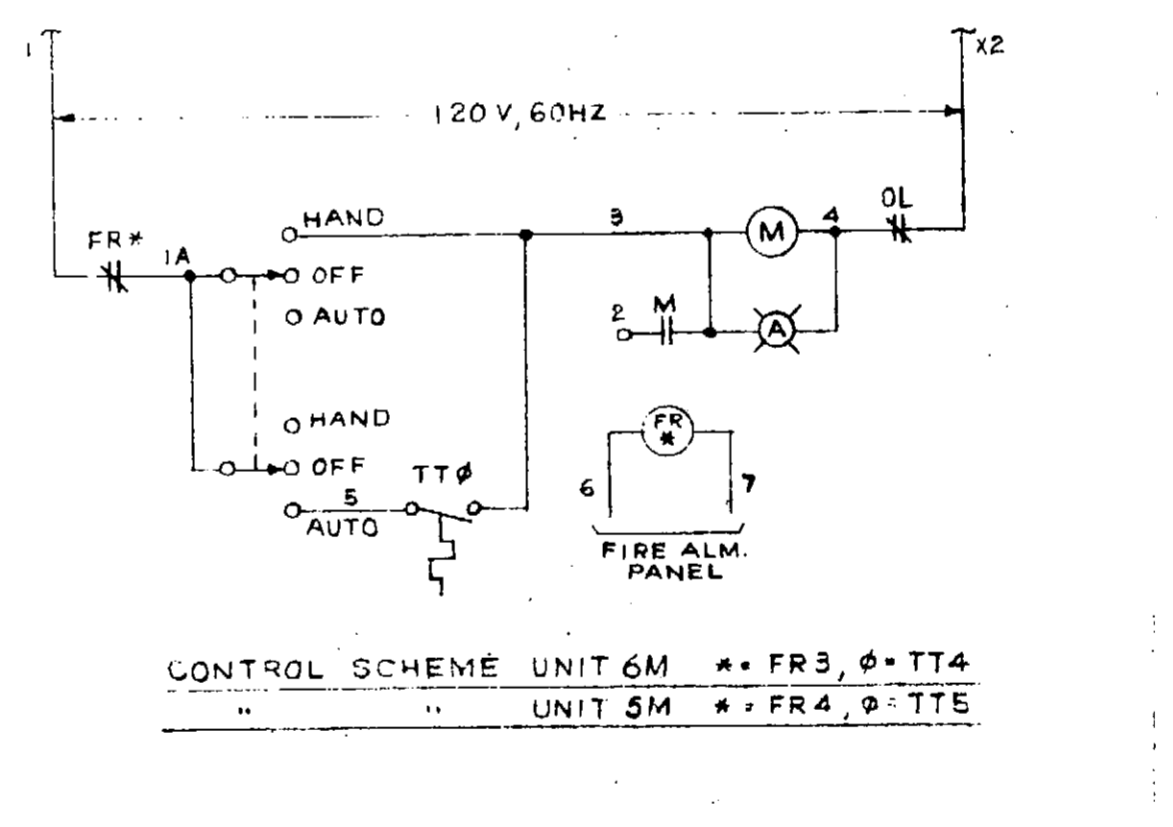 1
X2
120 V, 60HZ
HAND
3
M
4
OL
FR*
1A
OFF
AUTO
2
M
A
HAND
FR
*
OFF
TTφ
5
AUTO
6
7
FIRE ALM.
PANEL
CONTROL SCHEME UNIT 6M *= FR3, φ= TT4
" " UNIT 5M *= FR4, φ= TT5